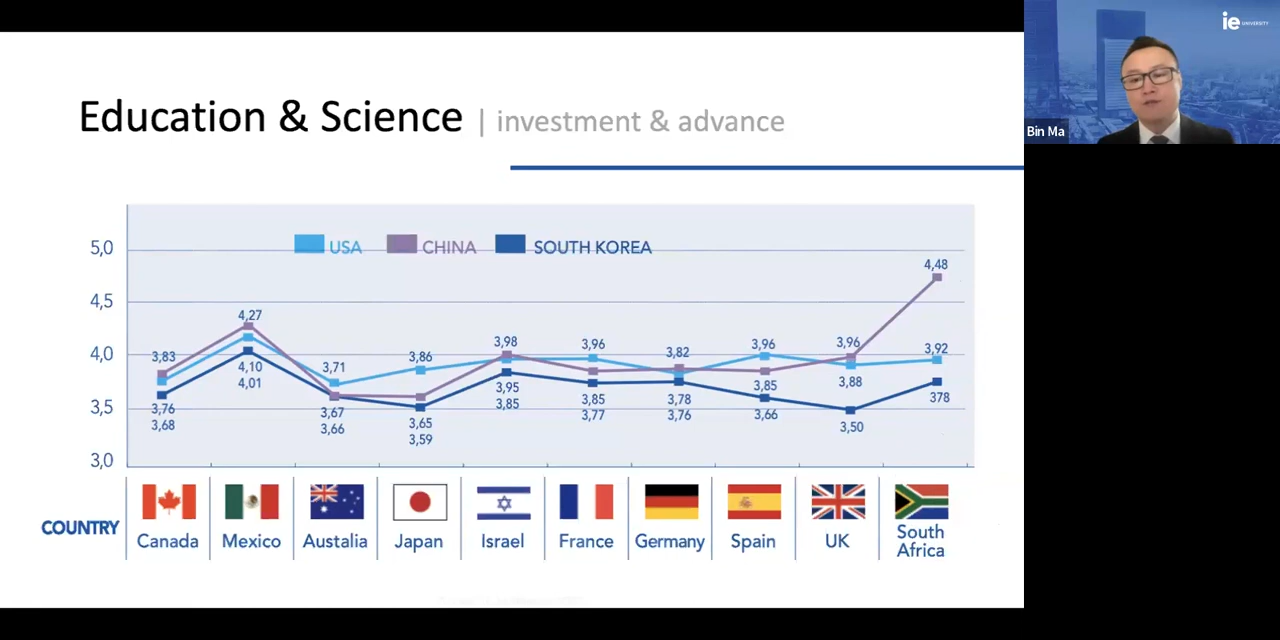 ie UNIVERSITY
Bin Ma
Education & Science | investment & advance
USA CHINA SOUTH KOREA
5,0
4,5
4,0
3,5
3,0
3,83
3,76
3,68
4,27
4,10
4,01
3,71
3,67
3,66
3,86
3,65
3,59
3,98
3,95
3,85
3,96
3,85
3,77
3,82
3,78
3,76
3,96
3,85
3,66
3,96
3,88
3,50
4,48
3,92
378
COUNTRY
Canada
Mexico
Austalia
Japan
Israel
France
Germany
Spain
UK
South
Africa